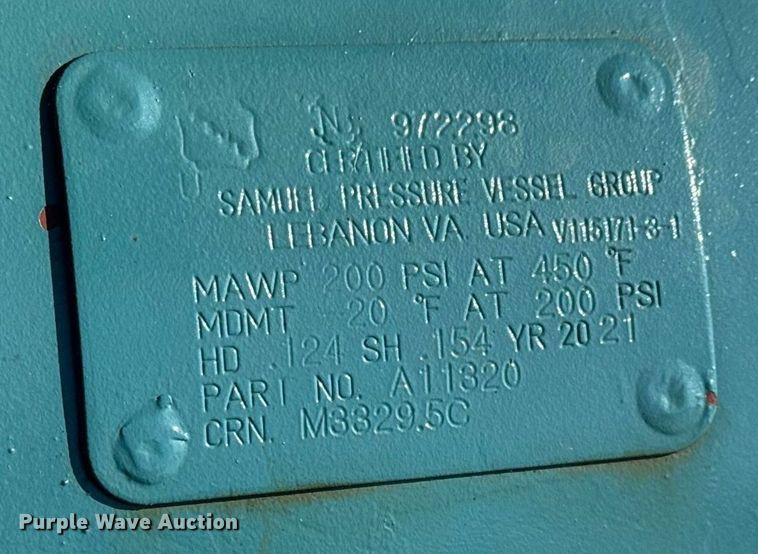 U
N§ 972298
CERTIFIED BY
SAMUEL PRESSURE VESSEL GROUP
LEBANON VA. USA V115171-3-1
MAWP 200 PSI AT 450 °F
MDMT -20 °F AT 200 PSI
HD .124 SH .154 YR 2021
PART NO. A11320
CRN. M3329.5C
Purple Wave Auction